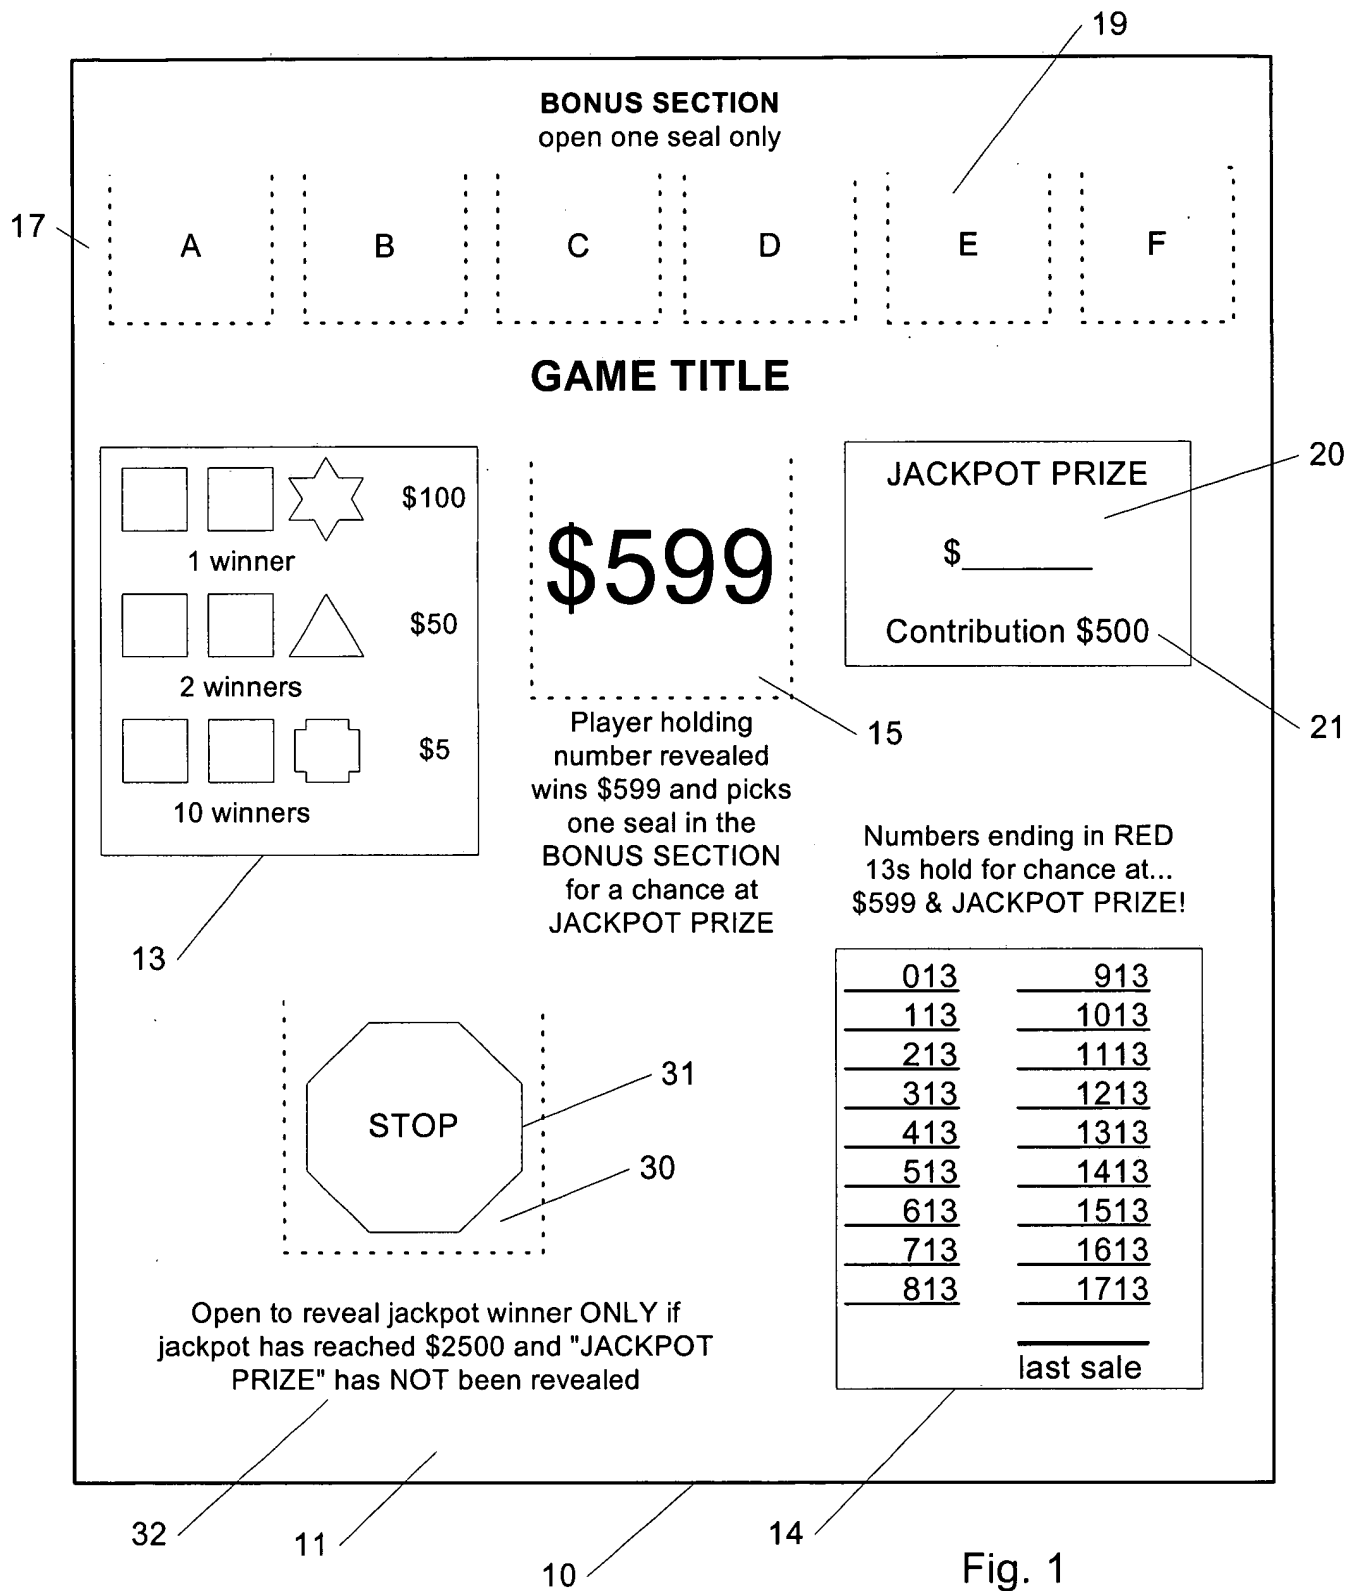 19
BONUS SECTION
open one seal only
17
A B C D E F
GAME TITLE
$100
1 winner
$50
2 winners
$5
10 winners
13
$599
15
Player holding
number revealed
wins $599 and picks
one seal in the
BONUS SECTION
for a chance at
JACKPOT PRIZE
JACKPOT PRIZE
$______
Contribution $500
20
21
Numbers ending in RED
13s hold for chance at...
$599 & JACKPOT PRIZE!
013 913
113 1013
213 1113
313 1213
413 1313
513 1413
613 1513
713 1613
813 1713
last sale
STOP
31
30
Open to reveal jackpot winner ONLY if
jackpot has reached $2500 and "JACKPOT
PRIZE" has NOT been revealed
32
11
10
14
Fig. 1